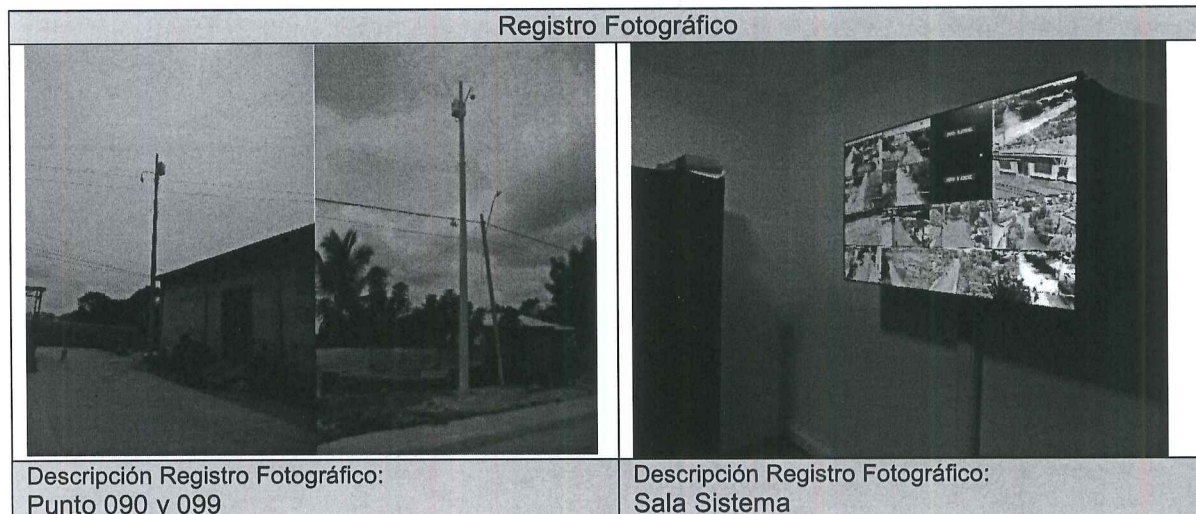 Registro Fotográfico
Descripción Registro Fotográfico:
Punto 090 y 099
Descripción Registro Fotográfico:
Sala Sistema